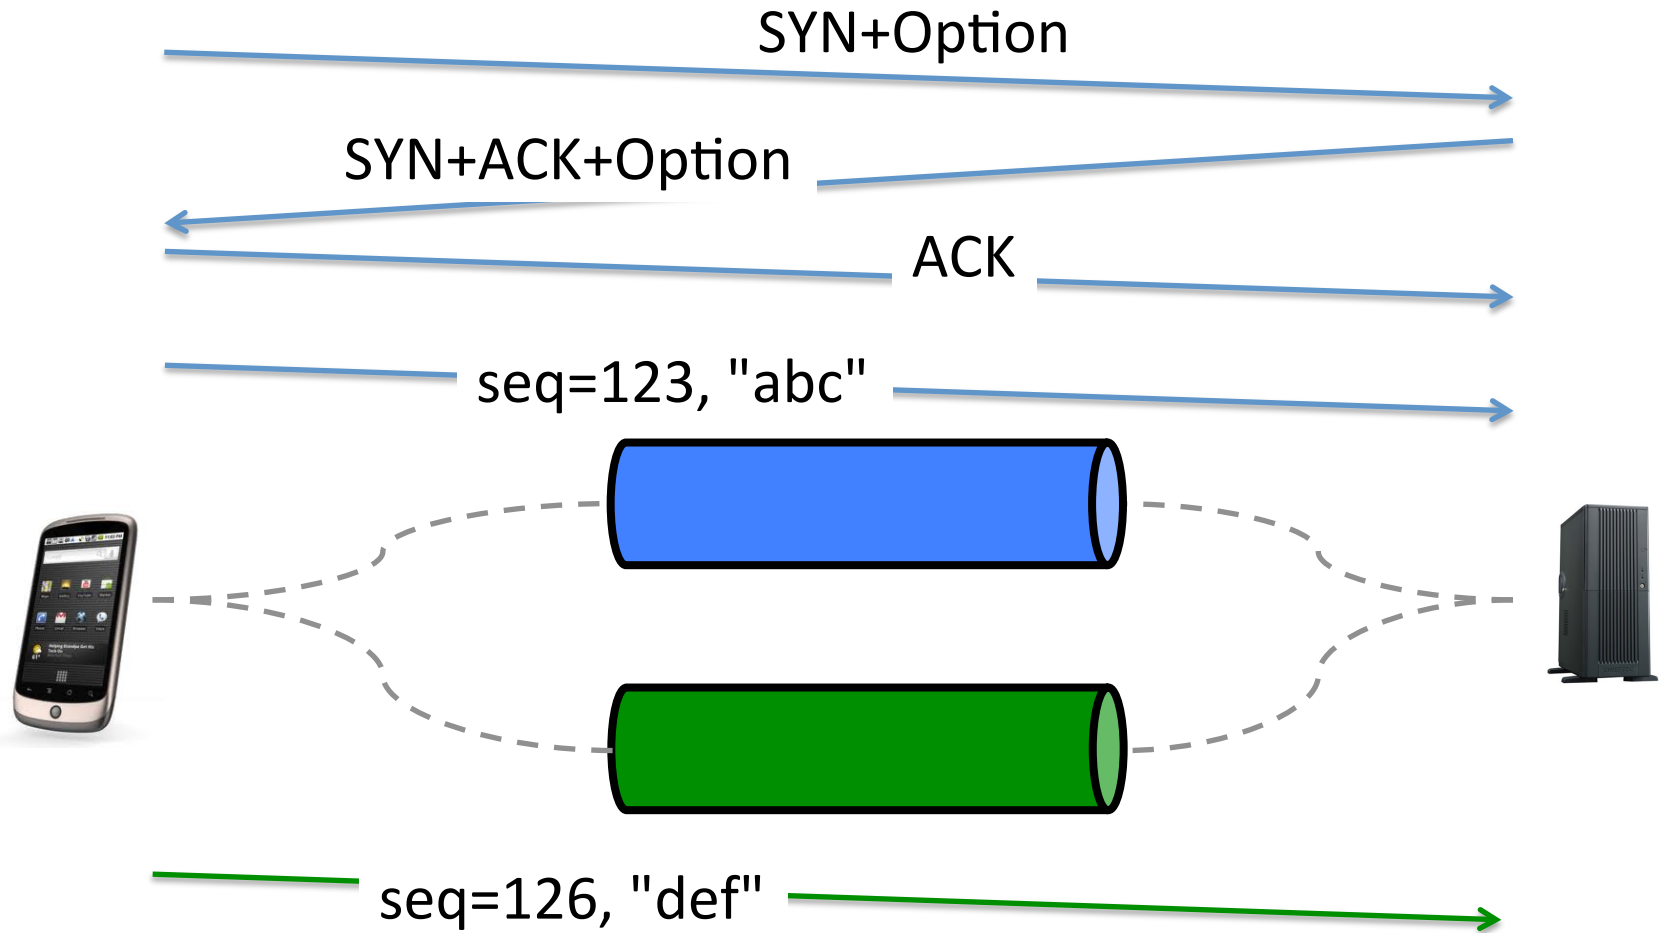 SYN+Option
SYN+ACK+Option
ACK
seq=123, "abc"
seq=126, "def"